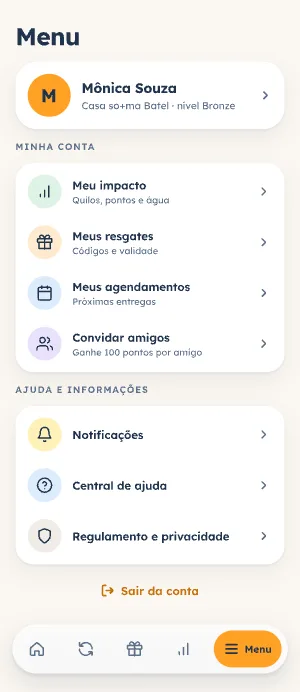 Menu
M
Mônica Souza
Casa so+ma Batel · nível Bronze
MINHA CONTA
Meu impacto
Quilos, pontos e água
Meus resgates
Códigos e validade
Meus agendamentos
Próximas entregas
Convidar amigos
Ganhe 100 pontos por amigo
AJUDA E INFORMAÇÕES
Notificações
Central de ajuda
Regulamento e privacidade
Sair da conta
Menu